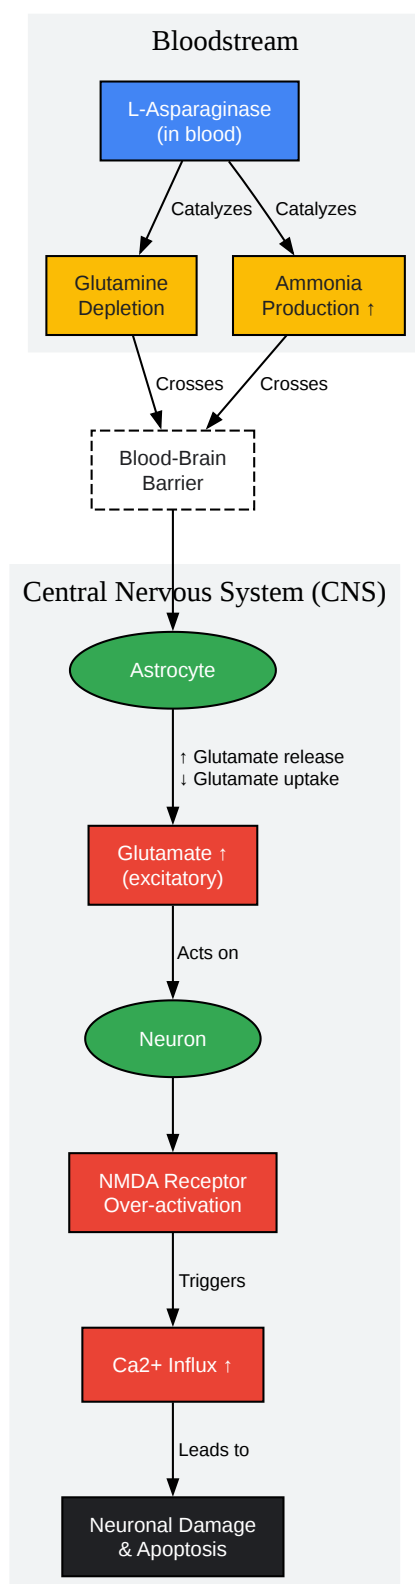 Bloodstream
L-Asparaginase
(in blood)
Catalyzes
Catalyzes
Glutamine
Depletion
Ammonia
Production ↑
Crosses
Crosses
Blood-Brain
Barrier
Central Nervous System (CNS)
Astrocyte
↑ Glutamate release
↓ Glutamate uptake
Glutamate ↑
(excitatory)
Acts on
Neuron
NMDA Receptor
Over-activation
Triggers
Ca2+ Influx ↑
Leads to
Neuronal Damage
& Apoptosis